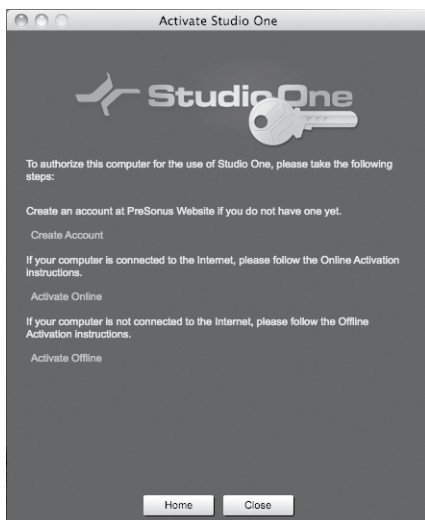 Activate Studio One
Studio One
To authorize this computer for the use of Studio One, please take the following
steps:
Create an account at PreSonus Website if you do not have one yet.
Create Account
If your computer is connected to the Internet, please follow the Online Activation
instructions.
Activate Online
If your computer is not connected to the Internet, please follow the Offline
Activation instructions.
Activate Offline
Home Close